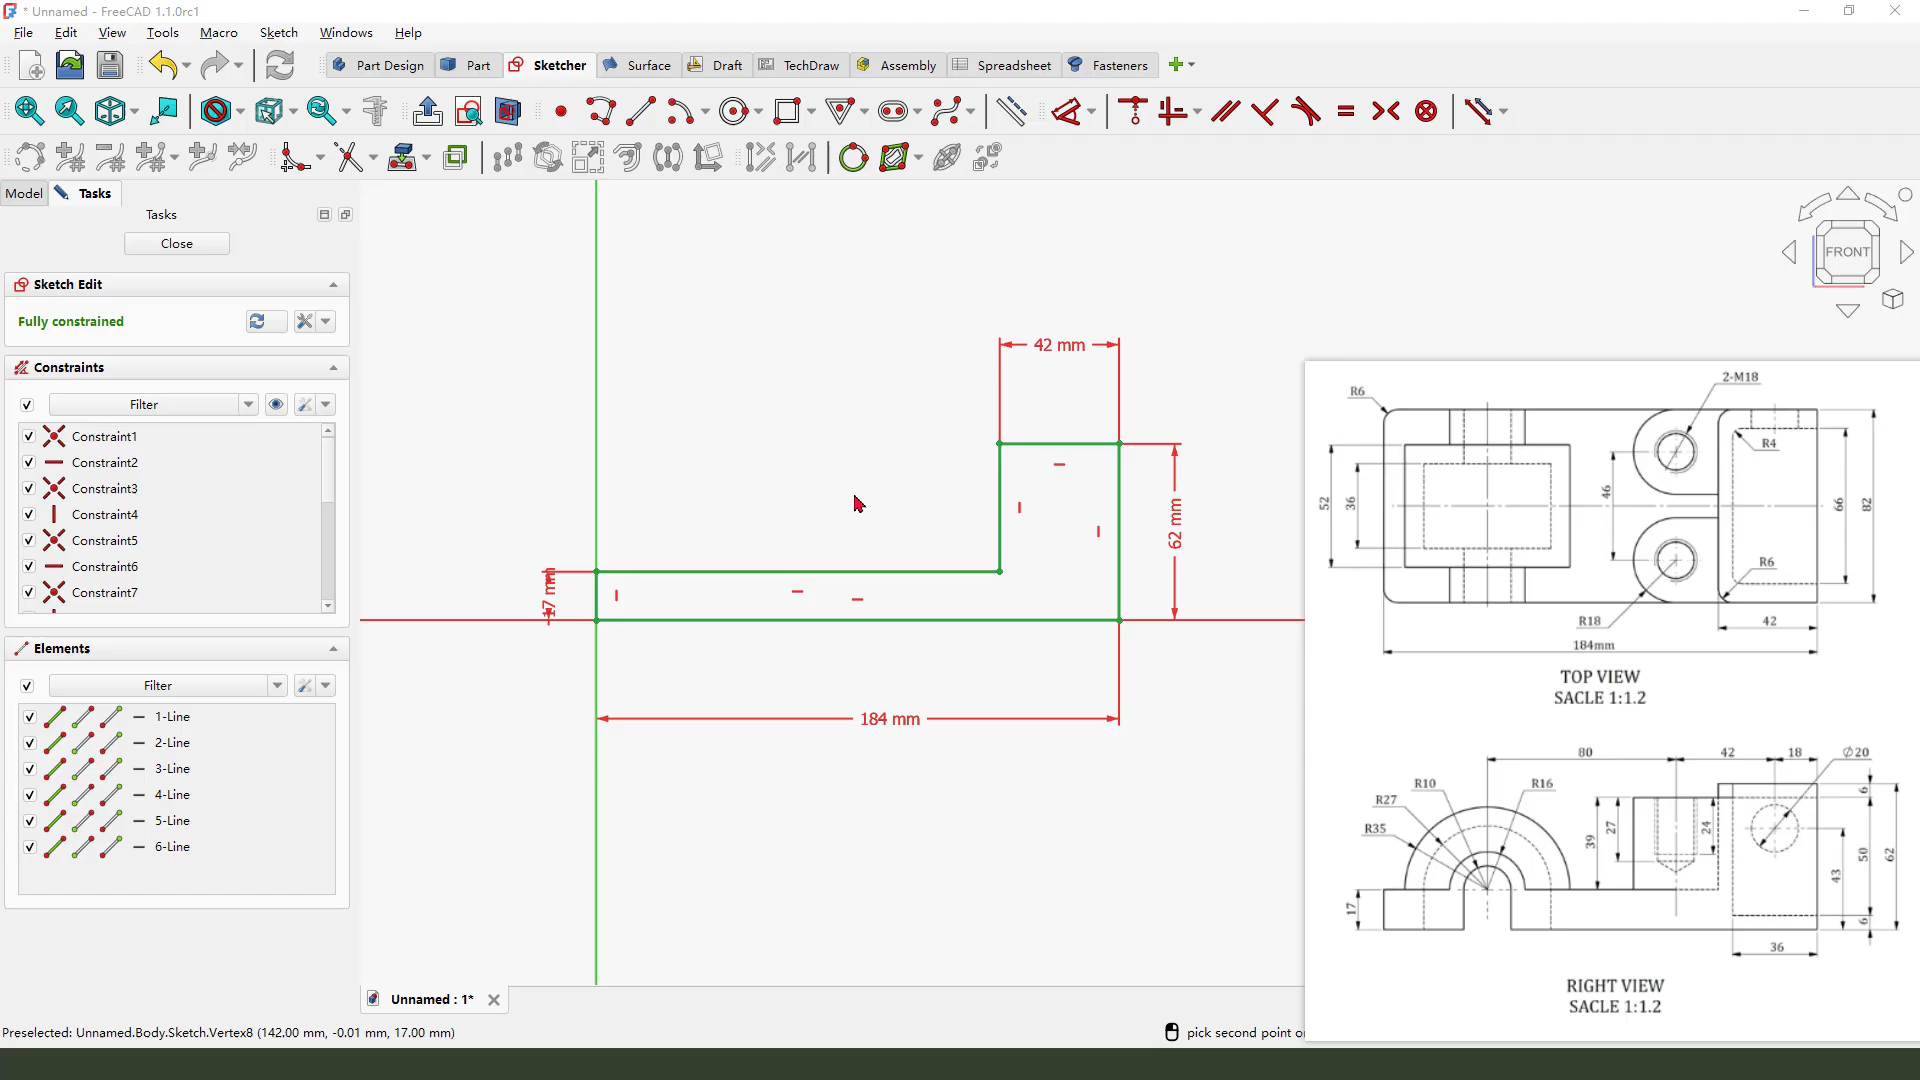 * Unnamed - FreeCAD 1.1.0rc1
File Edit View Tools Macro Sketch Windows Help
Part Design Part Sketcher Surface Draft TechDraw Assembly Spreadsheet Fasteners
Model Tasks
Tasks
Close
Sketch Edit
Fully constrained
Constraints
Filter
Constraint1
Constraint2
Constraint3
Constraint4
Constraint5
Constraint6
Constraint7
Elements
Filter
1-Line
2-Line
3-Line
4-Line
5-Line
6-Line
FRONT
42 mm
62 mm
17 mm
184 mm
2-M18
R6
R4
52
36
46
66
82
R6
R18
42
184mm
TOP VIEW
SACLE 1:1.2
80
42
18
∅20
R10
R16
R27
R35
6
39
27
24
50
62
43
17
6
36
RIGHT VIEW
SACLE 1:1.2
Unnamed : 1*
Preselected: Unnamed.Body.Sketch.Vertex8 (142.00 mm, -0.01 mm, 17.00 mm)
pick second point